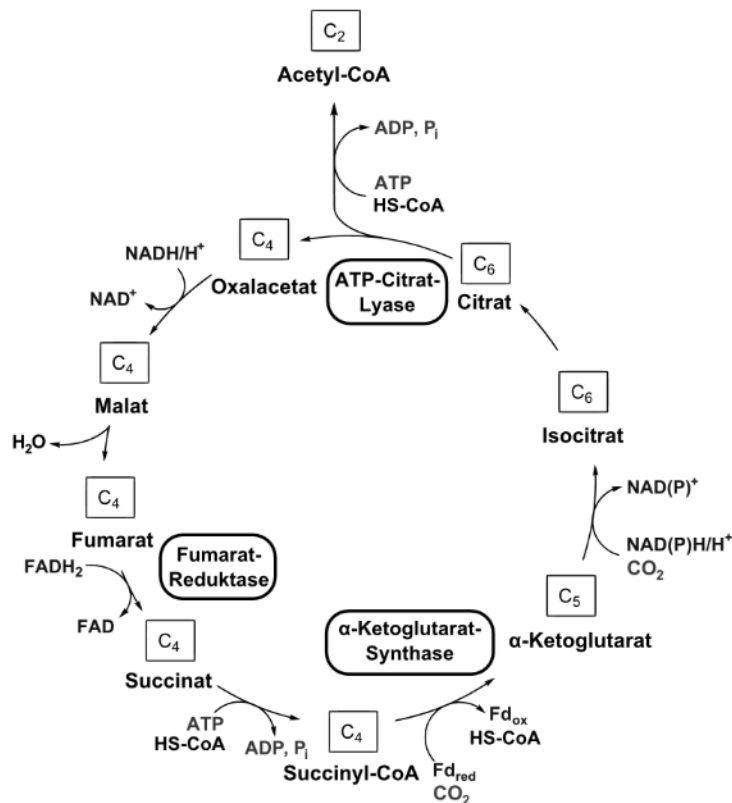 C₂
Acetyl-CoA
ADP, Pᵢ
ATP
HS-CoA
C₄
Oxalacetat
ATP-Citrat-
Lyase
C₆
Citrat
NADH/H⁺
NAD⁺
C₄
Malat
H₂O
C₆
Isocitrat
NAD(P)⁺
NAD(P)H/H⁺
CO₂
C₄
Fumarat
Fumarat-
Reduktase
FADH₂
FAD
C₅
α-Ketoglutarat
α-Ketoglutarat-
Synthase
C₄
Succinat
ATP
HS-CoA
ADP, Pᵢ
C₄
Succinyl-CoA
Fdox
HS-CoA
Fdred
CO₂